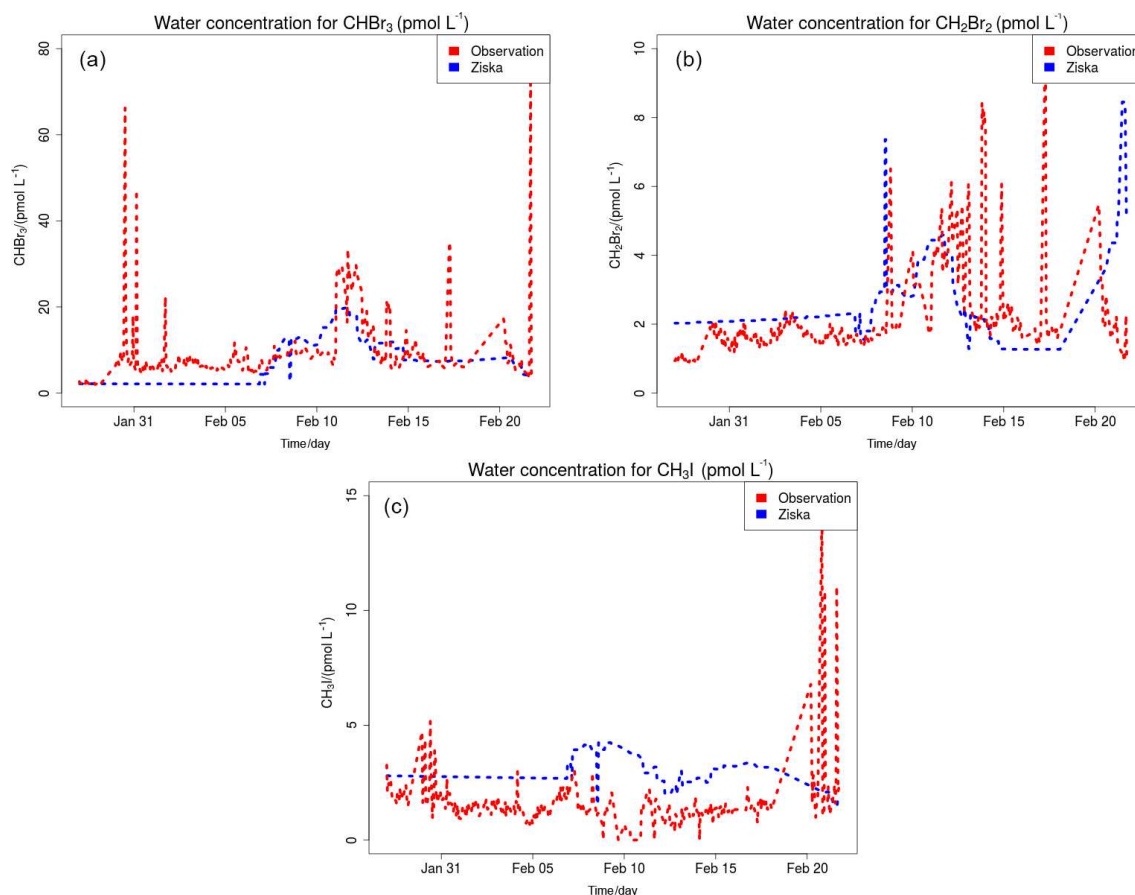 Water concentration for CHBr₃ (pmol L⁻¹)
(a)
Observation
Ziska
80
60
40
20
0
CHBr₃/(pmol L⁻¹)
Jan 31 Feb 05 Feb 10 Feb 15 Feb 20
Time/day
Water concentration for CH₂Br₂ (pmol L⁻¹)
(b)
Observation
Ziska
10
8
6
4
2
0
CH₂Br₂/(pmol L⁻¹)
Jan 31 Feb 05 Feb 10 Feb 15 Feb 20
Time/day
Water concentration for CH₃I (pmol L⁻¹)
(c)
Observation
Ziska
15
10
5
0
CH₃I/(pmol L⁻¹)
Jan 31 Feb 05 Feb 10 Feb 15 Feb 20
Time/day